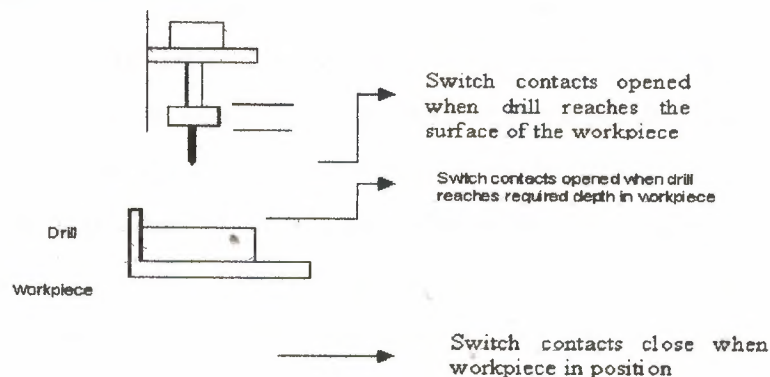 Switch contacts opened
when drill reaches the
surface of the workpiece
Switch contacts opened when drill
reaches required depth in workpiece
Drill
Workpiece
Switch contacts close when
workpiece in position